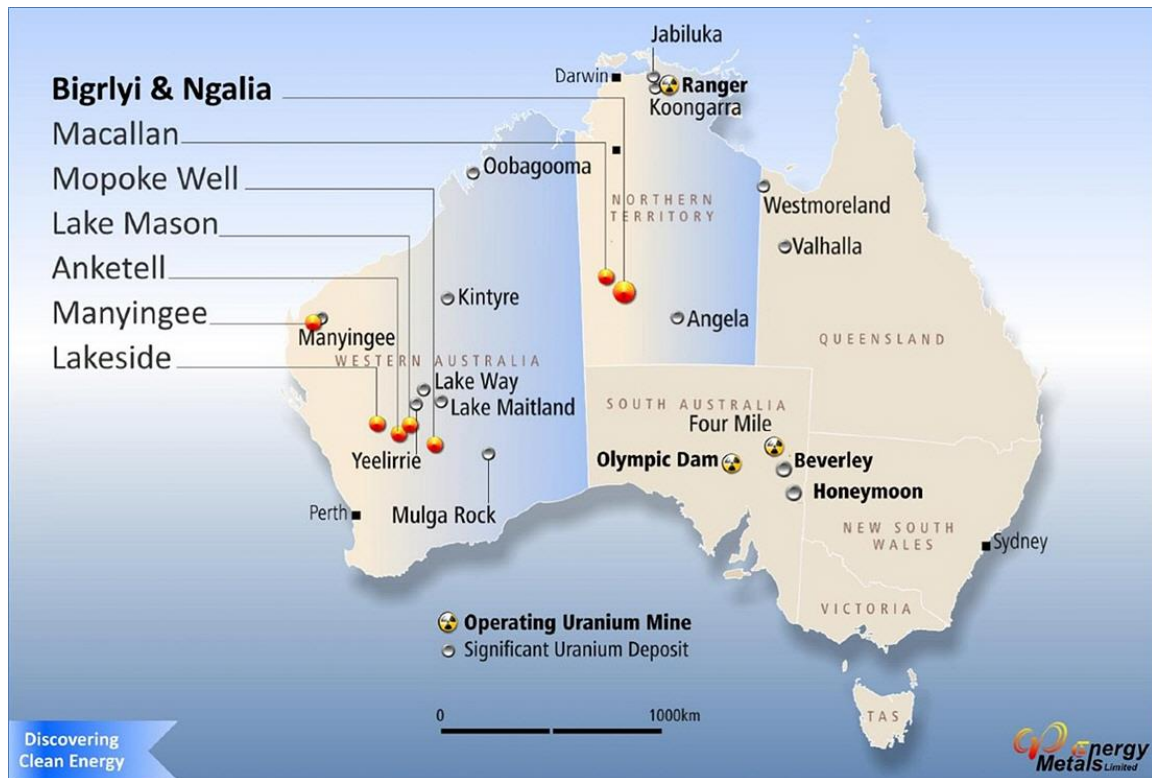 Bigrlyi & Ngalia
Macallan
Mopoke Well
Lake Mason
Anketell
Manyingee
Lakeside
Jabiluka
Darwin
Ranger
Koongarra
Oobagooma
NORTHERN
TERRITORY
Westmoreland
Valhalla
Kintyre
Angela
Manyingee
WESTERN AUSTRALIA
QUEENSLAND
Lake Way
Lake Maitland
SOUTH AUSTRALIA
Four Mile
Yeelirrie
Olympic Dam
Beverley
Honeymoon
Perth
Mulga Rock
NEW SOUTH
WALES
Sydney
VICTORIA
Operating Uranium Mine
Significant Uranium Deposit
0 1000km
TAS
Discovering
Clean Energy
Energy
Metals Limited